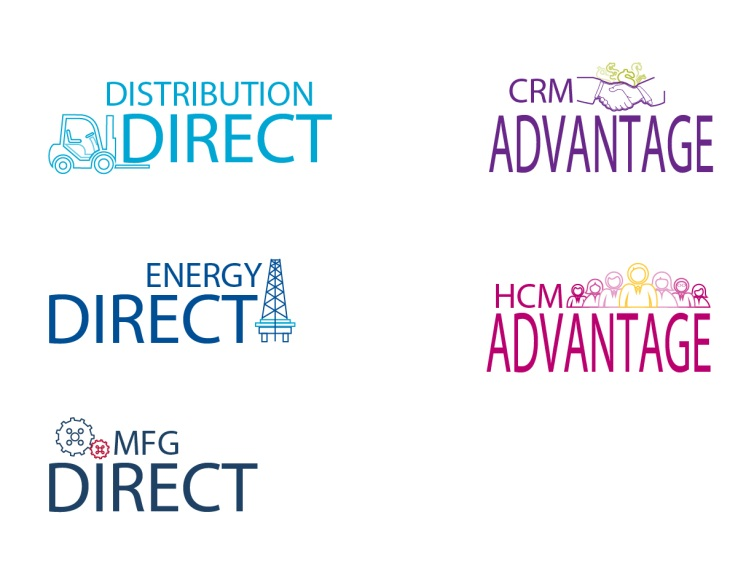 DISTRIBUTION
DIRECT
CRM
ADVANTAGE
ENERGY
DIRECT
HCM
ADVANTAGE
MFG
DIRECT